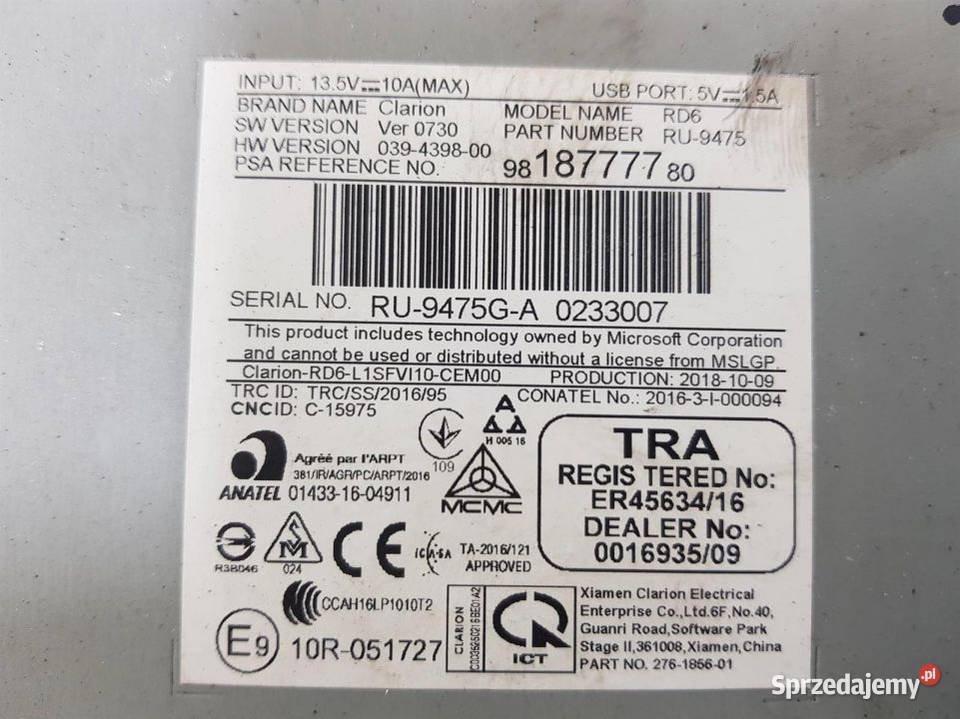 INPUT: 13.5V⎓10A(MAX) USB PORT: 5V⎓1.5A
BRAND NAME Clarion MODEL NAME RD6
SW VERSION Ver 0730 PART NUMBER RU-9475
HW VERSION 039-4398-00
PSA REFERENCE NO. 98 187777 80
SERIAL NO. RU-9475G-A 0233007
This product includes technology owned by Microsoft Corporation
and cannot be used or distributed without a license from MSLGP.
Clarion-RD6-L1SFVI10-CEM00 PRODUCTION: 2018-10-09
TRC ID: TRC/SS/2016/95 CONATEL No.: 2016-3-I-000094
CNCID: C-15975
A
H 005 16
109
Agréé par l'ARPT
381/IR/AGR/PC/ARPT/2016
ANATEL 01433-16-04911
MCMC
TRA
REGIS TERED No:
ER45634/16
DEALER No:
0016935/09
R38046
S
M
024
CE
ICASA
TA-2016/121
APPROVED
CCAH16LP1010T2
E9 10R-051727
CLARION
ICT
Xiamen Clarion Electrical
Enterprise Co.,Ltd.6F,No.40,
Guanri Road,Software Park
Stage II,361008,Xiamen,China
PART NO. 276-1856-01
Sprzedajemy.pl